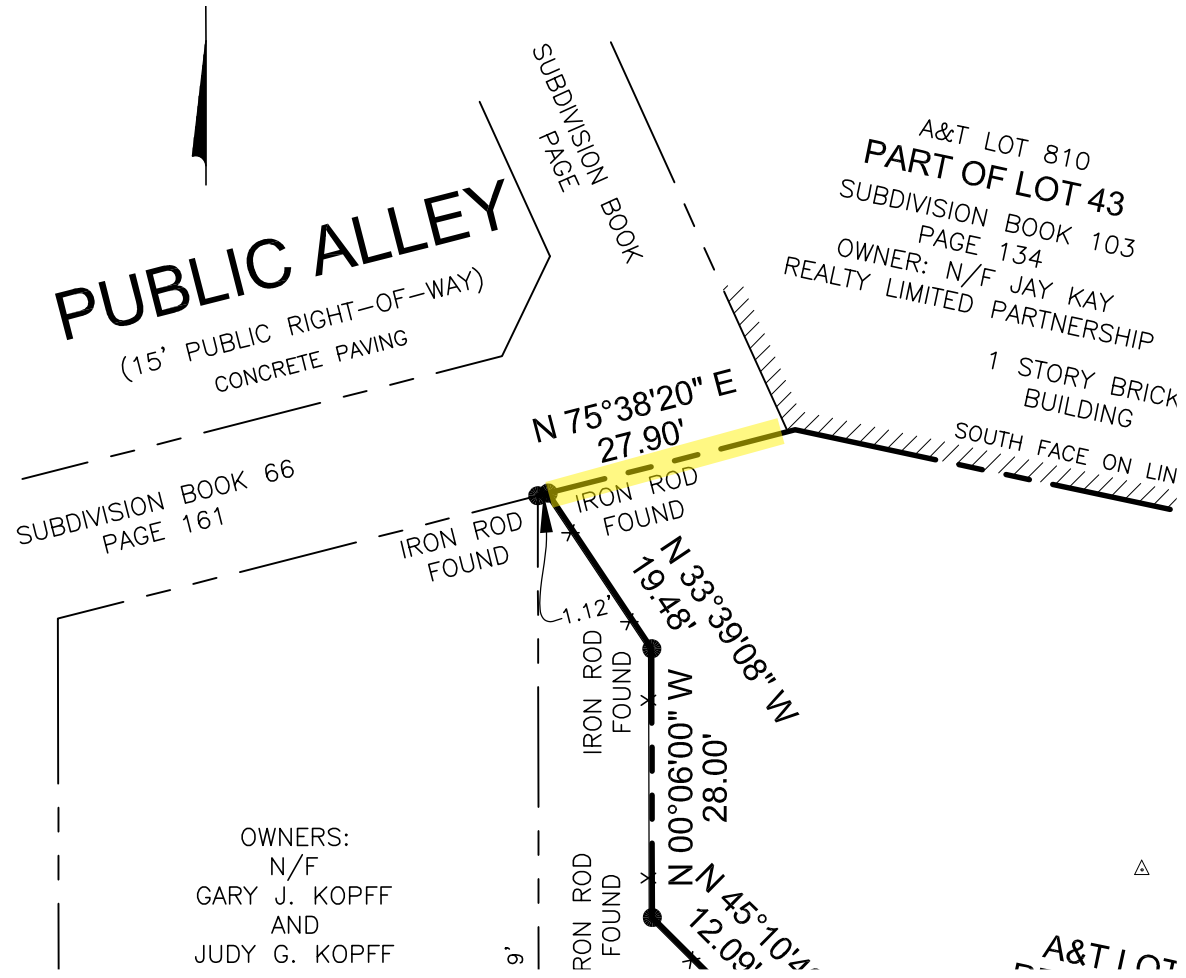 SUBDIVISION BOOK
PAGE
A&T LOT 810
PART OF LOT 43
SUBDIVISION BOOK 103
PAGE 134
OWNER: N/F JAY KAY
REALTY LIMITED PARTNERSHIP
1 STORY BRICK
BUILDING
SOUTH FACE ON LIN
PUBLIC ALLEY
(15' PUBLIC RIGHT-OF-WAY)
CONCRETE PAVING
N 75°38'20" E
27.90'
SUBDIVISION BOOK 66
PAGE 161
IRON ROD
FOUND
IRON ROD
FOUND
1.12'
N 33°39'08" W
19.48'
IRON ROD
FOUND
N 00°06'00" W
28.00'
OWNERS:
N/F
GARY J. KOPFF
AND
JUDY G. KOPFF
9'
IRON ROD
FOUND
N 45°10'4
12.09'
A&T LOT